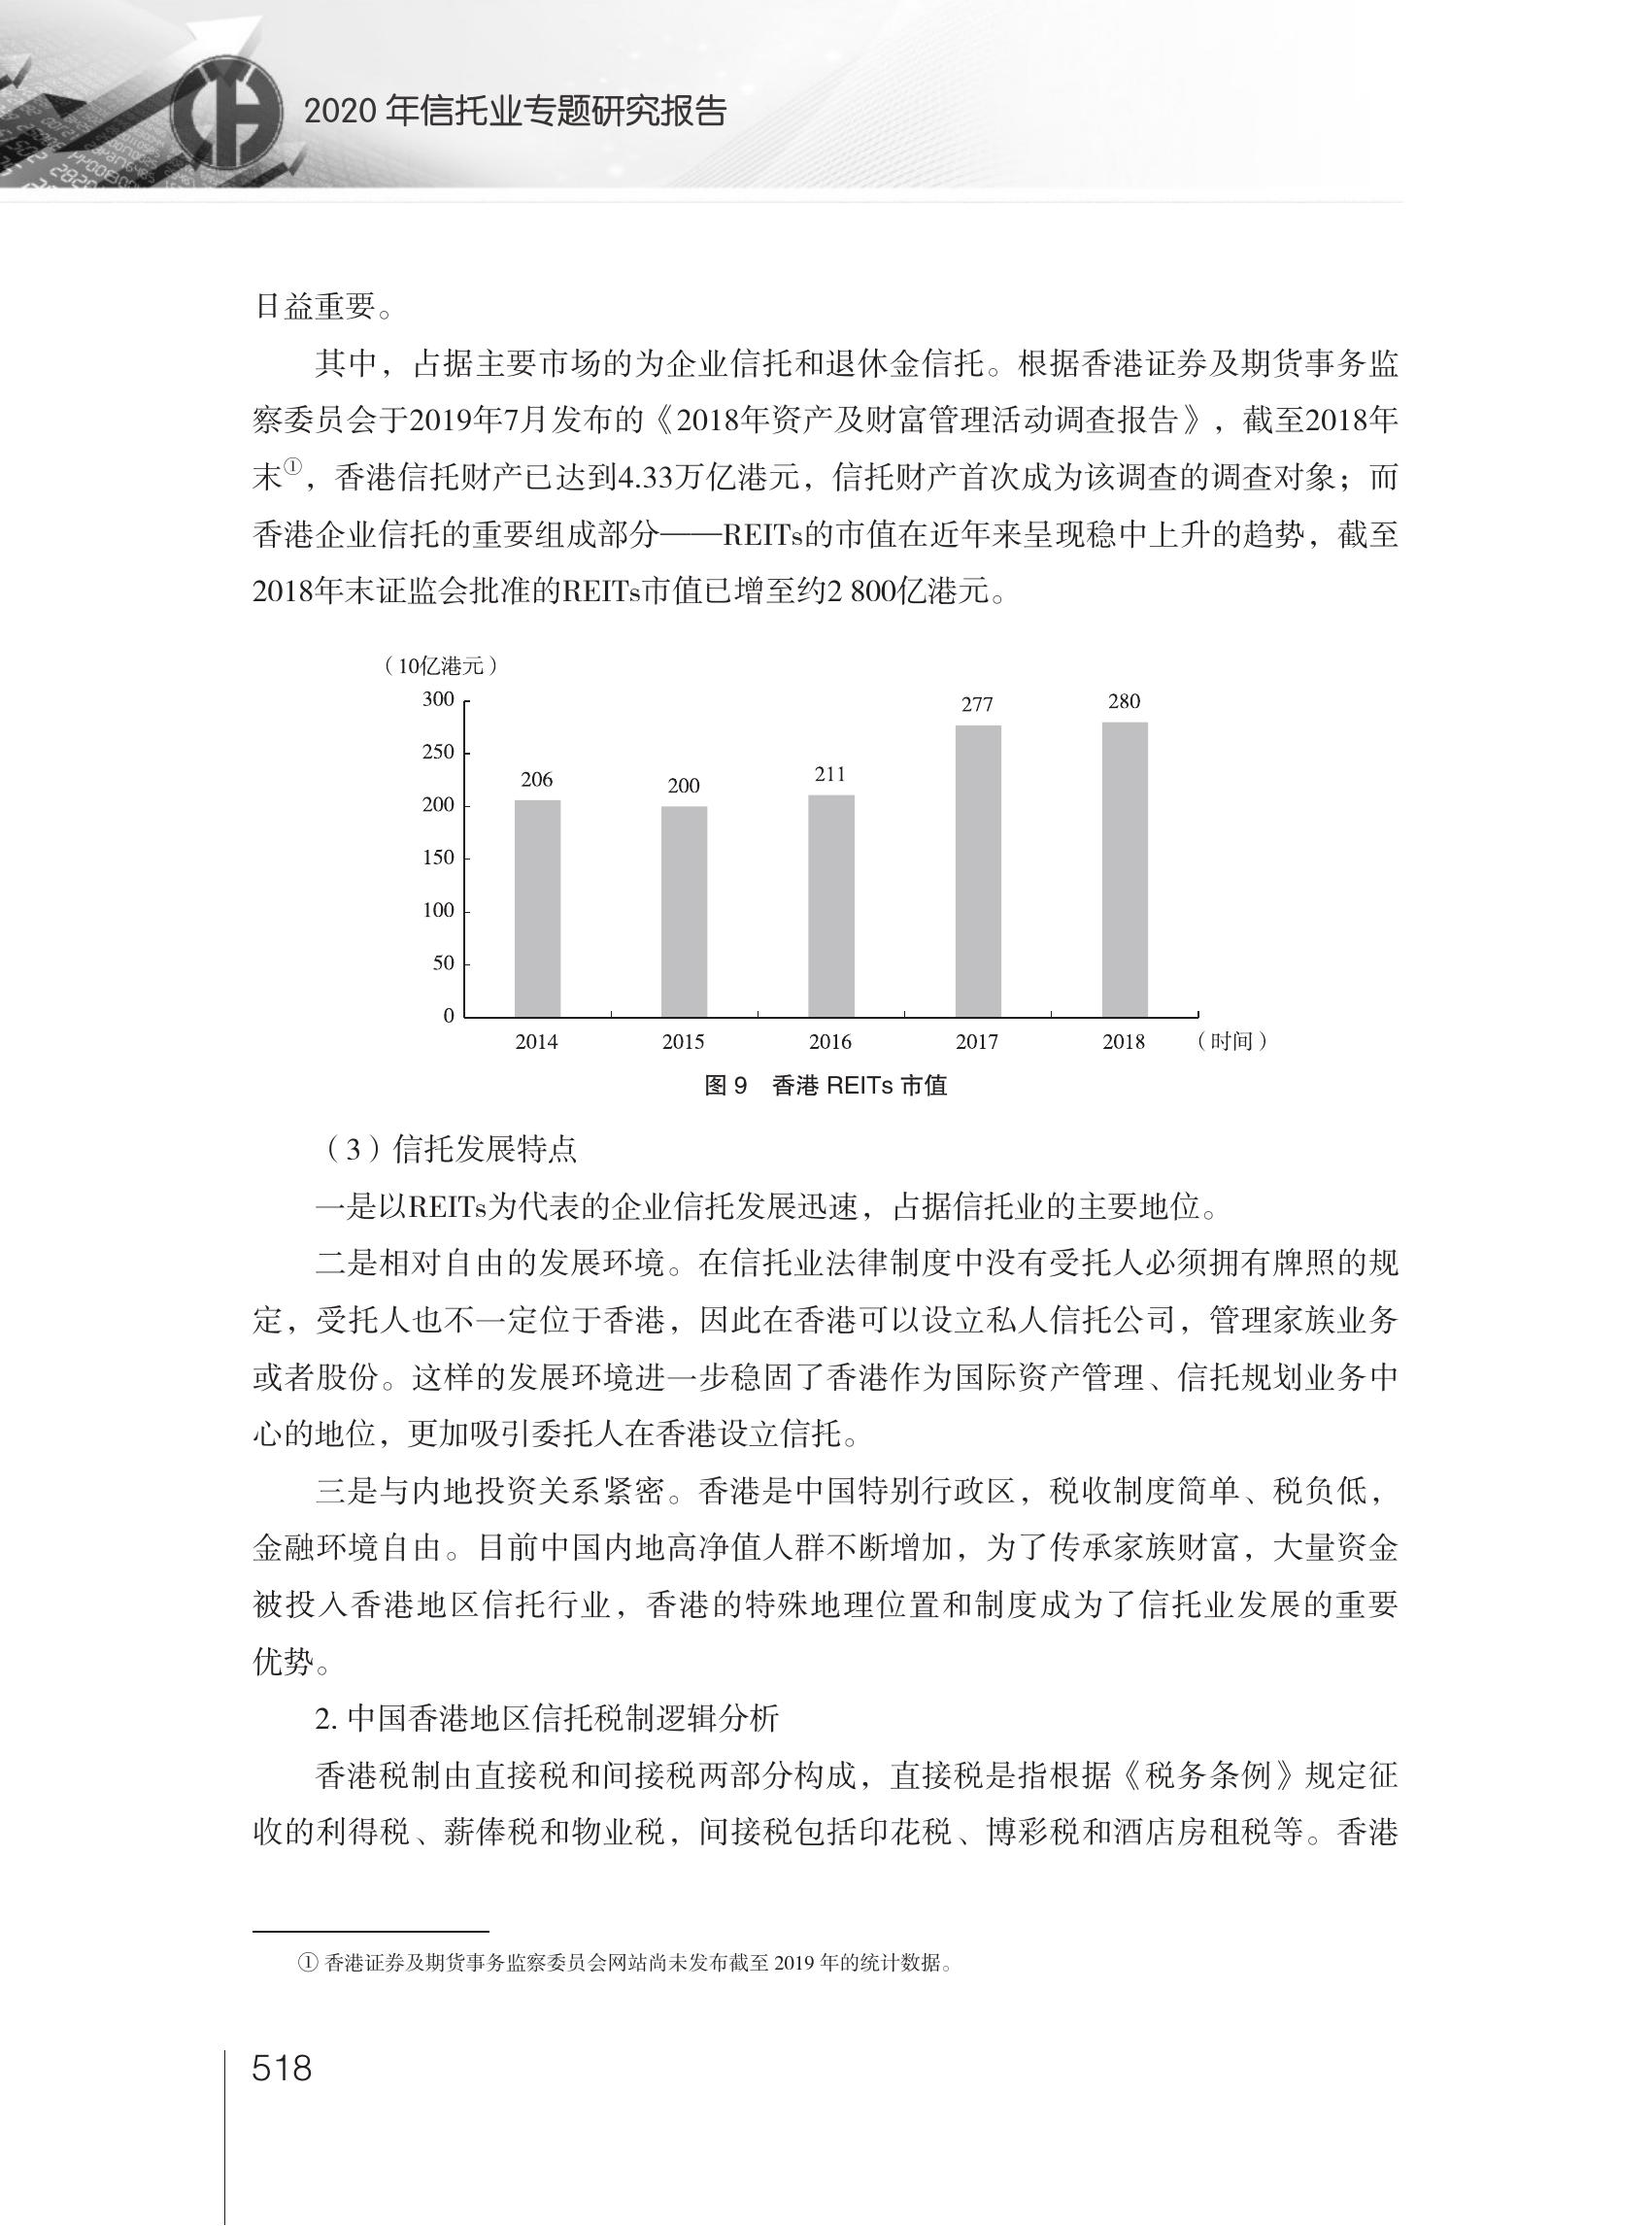 2020 年信托业专题研究报告
日益重要。
其中，占据主要市场的为企业信托和退休金信托。根据香港证券及期货事务监
察委员会于2019年7月发布的《2018年资产及财富管理活动调查报告》，截至2018年
末①，香港信托财产已达到4.33万亿港元，信托财产首次成为该调查的调查对象；而
香港企业信托的重要组成部分——REITs的市值在近年来呈现稳中上升的趋势，截至
2018年末证监会批准的REITs市值已增至约2 800亿港元。
（10亿港元）
300
250
200
150
100
50
0
206
200
211
277
280
2014
2015
2016
2017
2018
（时间）
图 9　香港 REITs 市值
（3）信托发展特点
一是以REITs为代表的企业信托发展迅速，占据信托业的主要地位。
二是相对自由的发展环境。在信托业法律制度中没有受托人必须拥有牌照的规
定，受托人也不一定位于香港，因此在香港可以设立私人信托公司，管理家族业务
或者股份。这样的发展环境进一步稳固了香港作为国际资产管理、信托规划业务中
心的地位，更加吸引委托人在香港设立信托。
三是与内地投资关系紧密。香港是中国特别行政区，税收制度简单、税负低，
金融环境自由。目前中国内地高净值人群不断增加，为了传承家族财富，大量资金
被投入香港地区信托行业，香港的特殊地理位置和制度成为了信托业发展的重要
优势。
2. 中国香港地区信托税制逻辑分析
香港税制由直接税和间接税两部分构成，直接税是指根据《税务条例》规定征
收的利得税、薪俸税和物业税，间接税包括印花税、博彩税和酒店房租税等。香港
① 香港证券及期货事务监察委员会网站尚未发布截至 2019 年的统计数据。
518